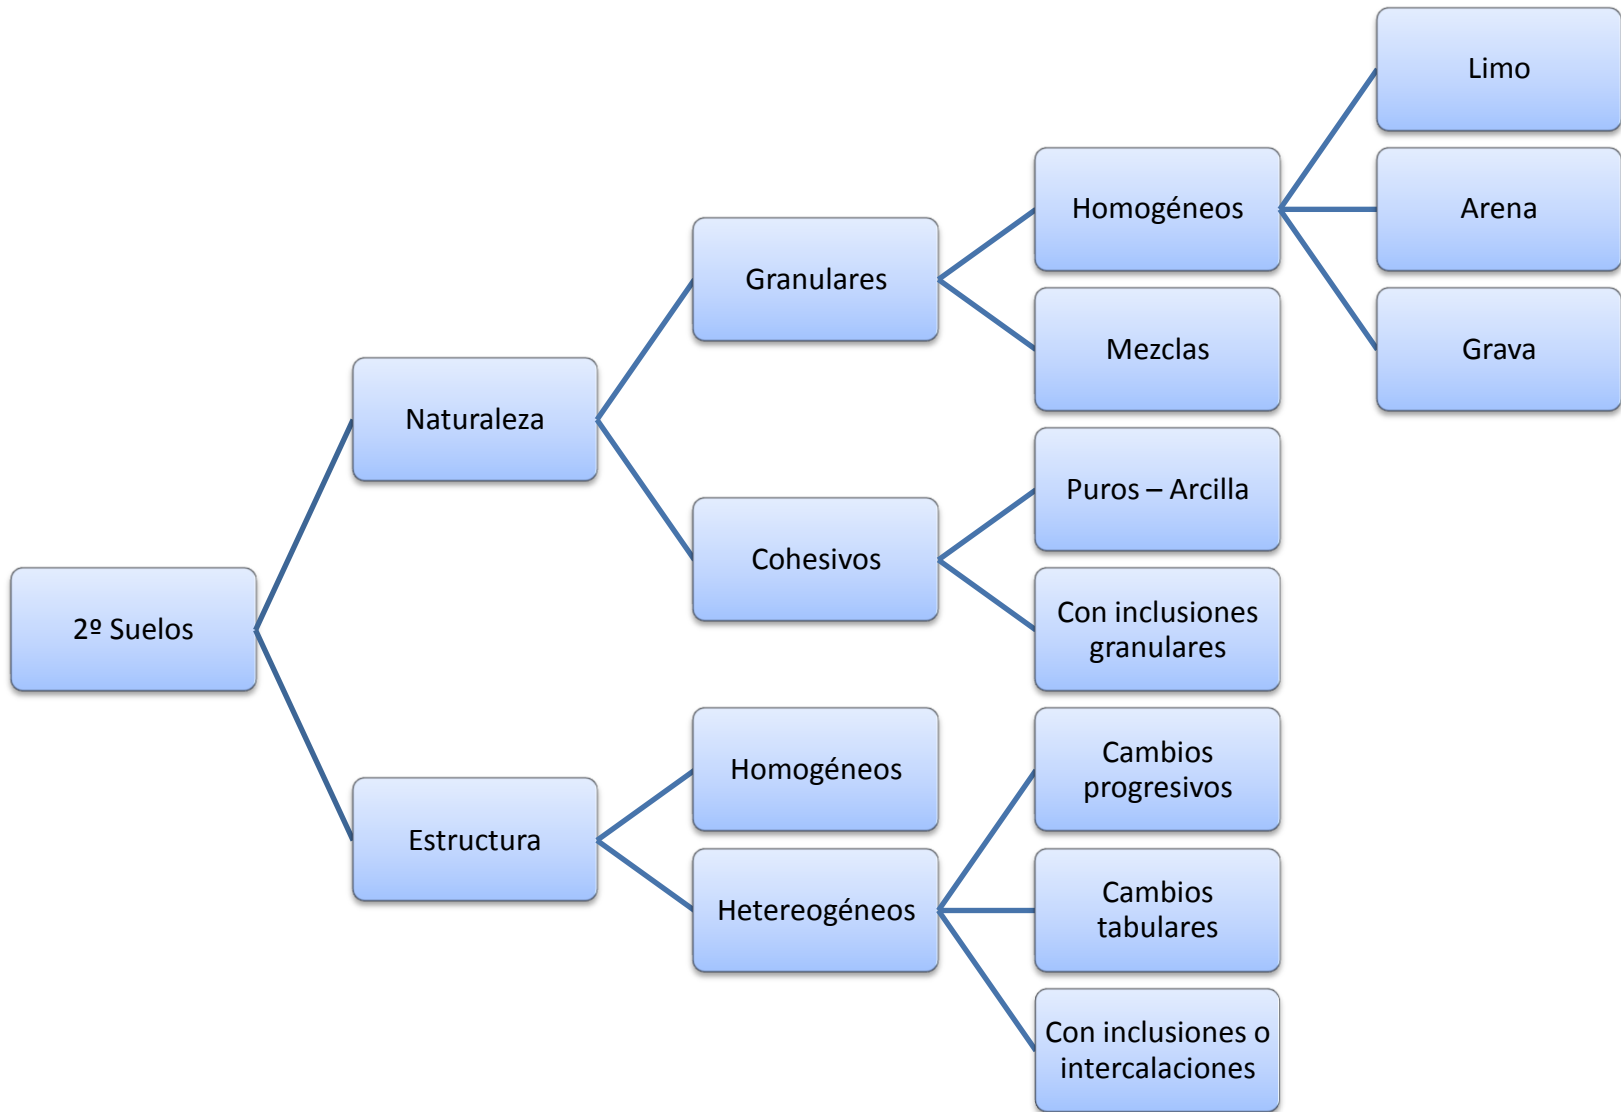 2º Suelos
Naturaleza
Granulares
Homogéneos
Limo
Arena
Grava
Mezclas
Cohesivos
Puros – Arcilla
Con inclusiones
granulares
Estructura
Homogéneos
Hetereogéneos
Cambios
progresivos
Cambios
tabulares
Con inclusiones o
intercalaciones